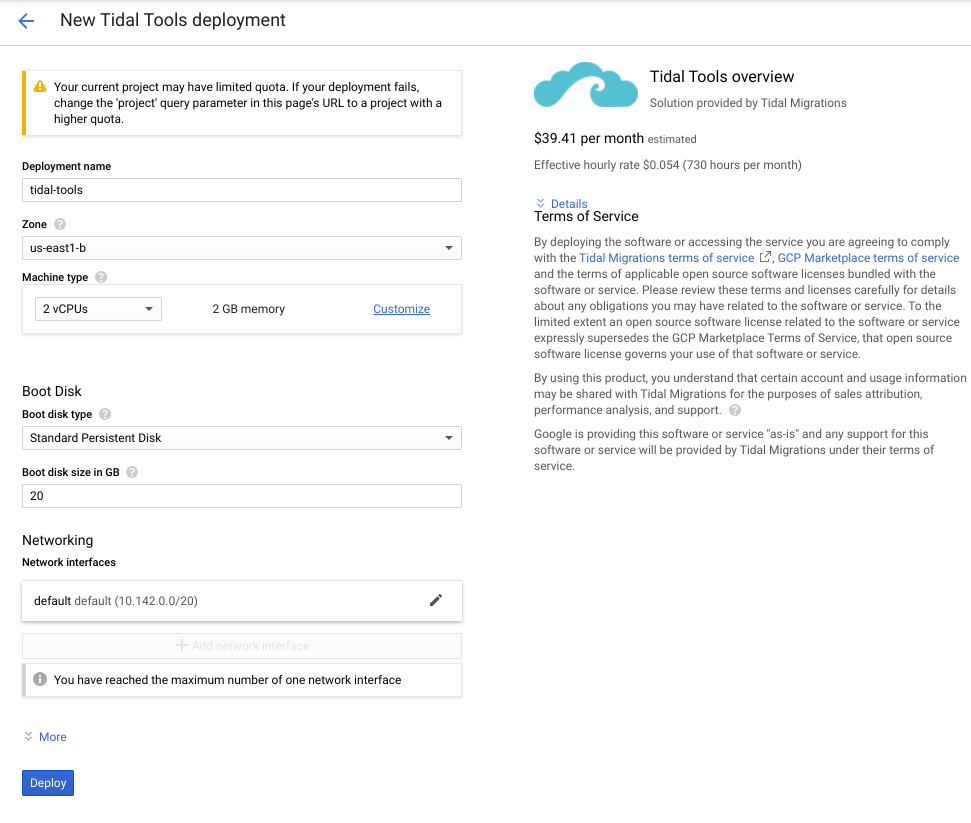 New Tidal Tools deployment
Your current project may have limited quota. If your deployment fails,
change the 'project' query parameter in this page's URL to a project with a
higher quota.
Deployment name
tidal-tools
Zone
us-east1-b
Machine type
2 vCPUs
2 GB memory
Customize
Boot Disk
Boot disk type
Standard Persistent Disk
Boot disk size in GB
20
Networking
Network interfaces
default default (10.142.0.0/20)
Add network interface
You have reached the maximum number of one network interface
More
Deploy
Tidal Tools overview
Solution provided by Tidal Migrations
$39.41 per month estimated
Effective hourly rate $0.054 (730 hours per month)
Details
Terms of Service
By deploying the software or accessing the service you are agreeing to comply
with the Tidal Migrations terms of service , GCP Marketplace terms of service
and the terms of applicable open source software licenses bundled with the
software or service. Please review these terms and licenses carefully for details
about any obligations you may have related to the software or service. To the
limited extent an open source software license related to the software or service
expressly supersedes the GCP Marketplace Terms of Service, that open source
software license governs your use of that software or service.
By using this product, you understand that certain account and usage information
may be shared with Tidal Migrations for the purposes of sales attribution,
performance analysis, and support.
Google is providing this software or service "as-is" and any support for this
software or service will be provided by Tidal Migrations under their terms of
service.